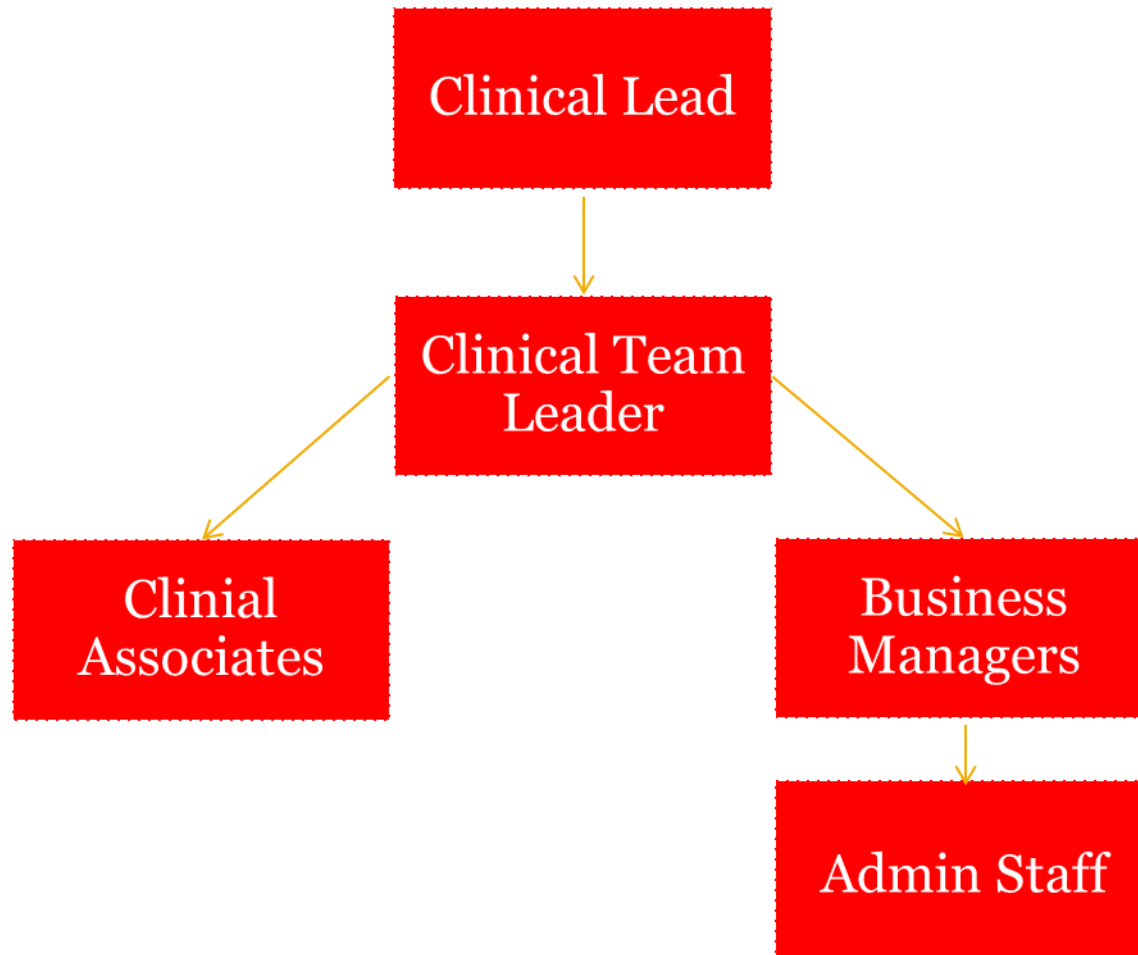 Clinical Lead
Clinical Team
Leader
Clinial
Associates
Business
Managers
Admin Staff